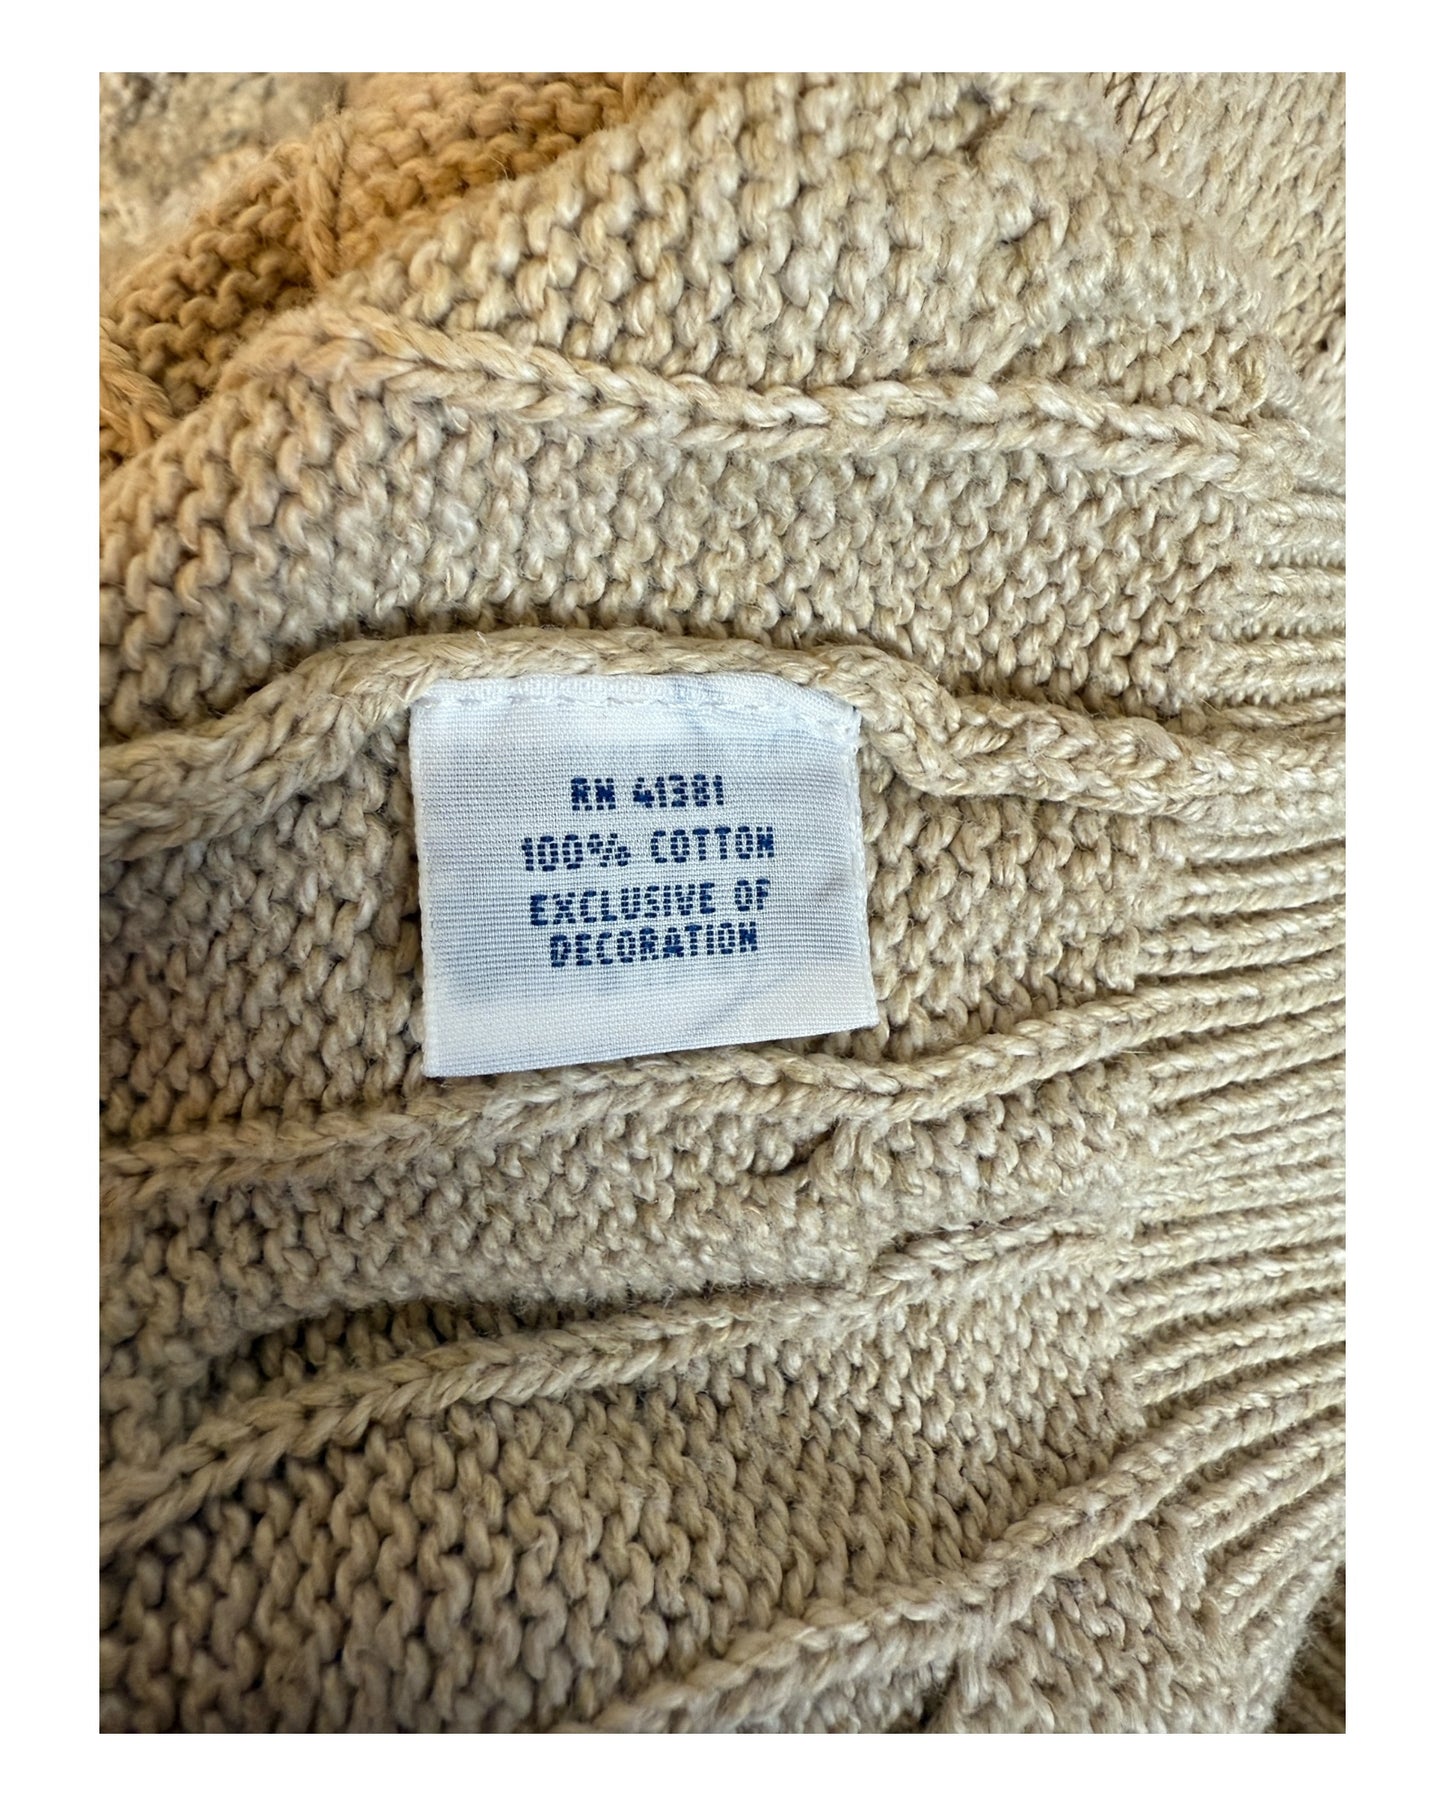 RN 41381
100% COTTON
EXCLUSIVE OF
DECORATION